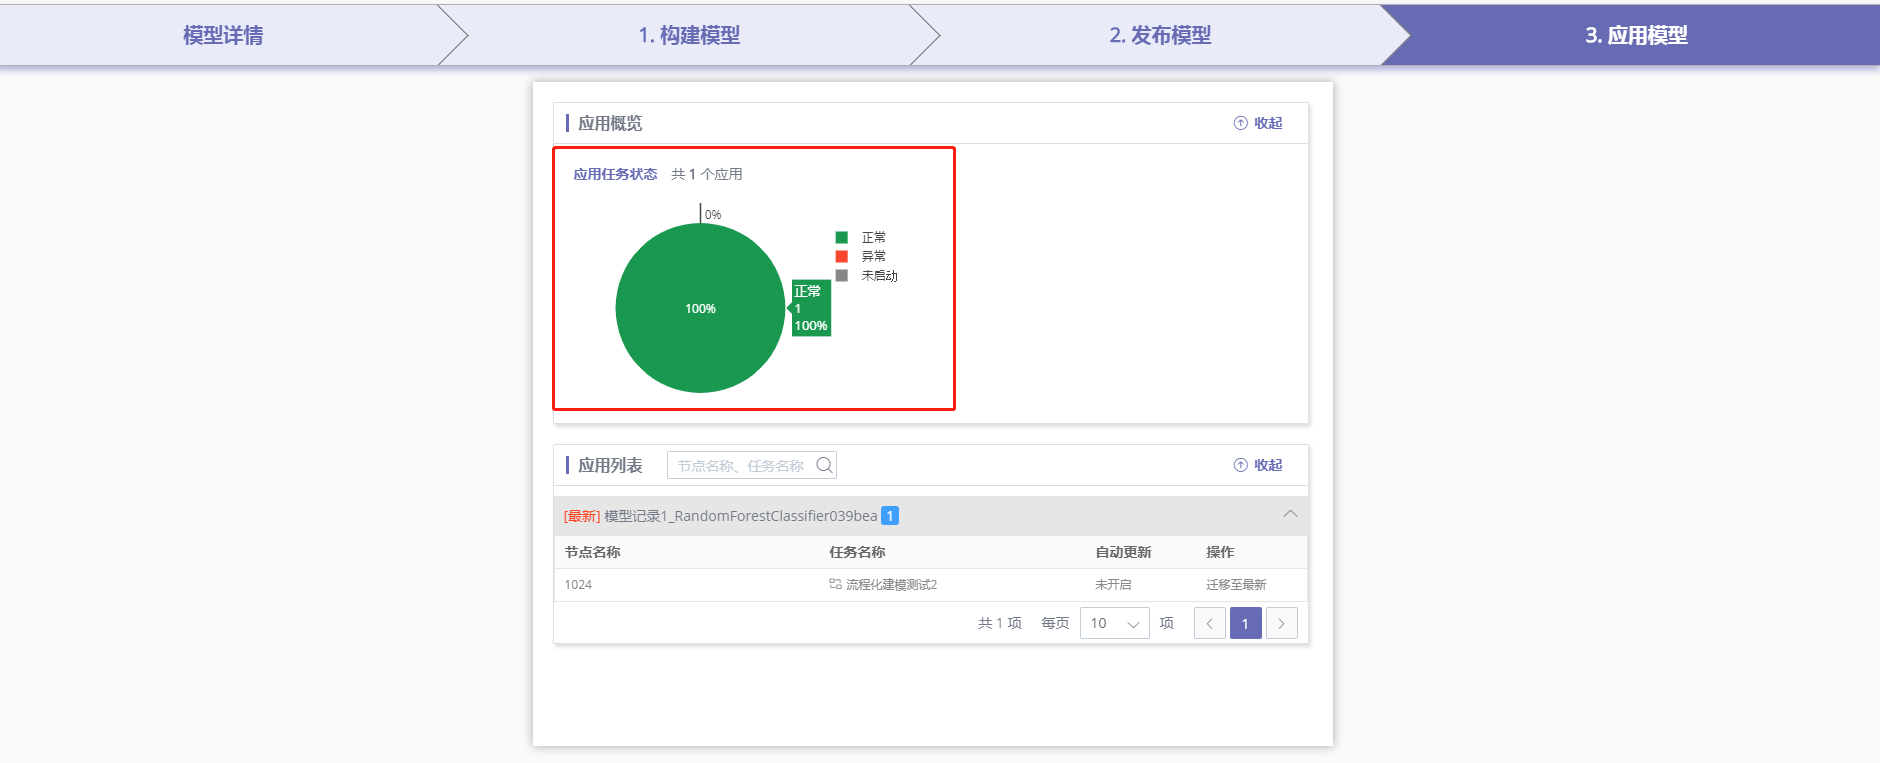 模型详情
1. 构建模型
2. 发布模型
3. 应用模型
应用概览
收起
应用任务状态 共 1 个应用
0%
正常
异常
未启动
100%
正常
1
100%
应用列表
节点名称、任务名称
收起
[最新] 模型记录1_RandomForestClassifier039bea 1
节点名称 任务名称 自动更新 操作
1024 流程化建模测试2 未开启 迁移至最新
共 1 项 每页 10 项 1